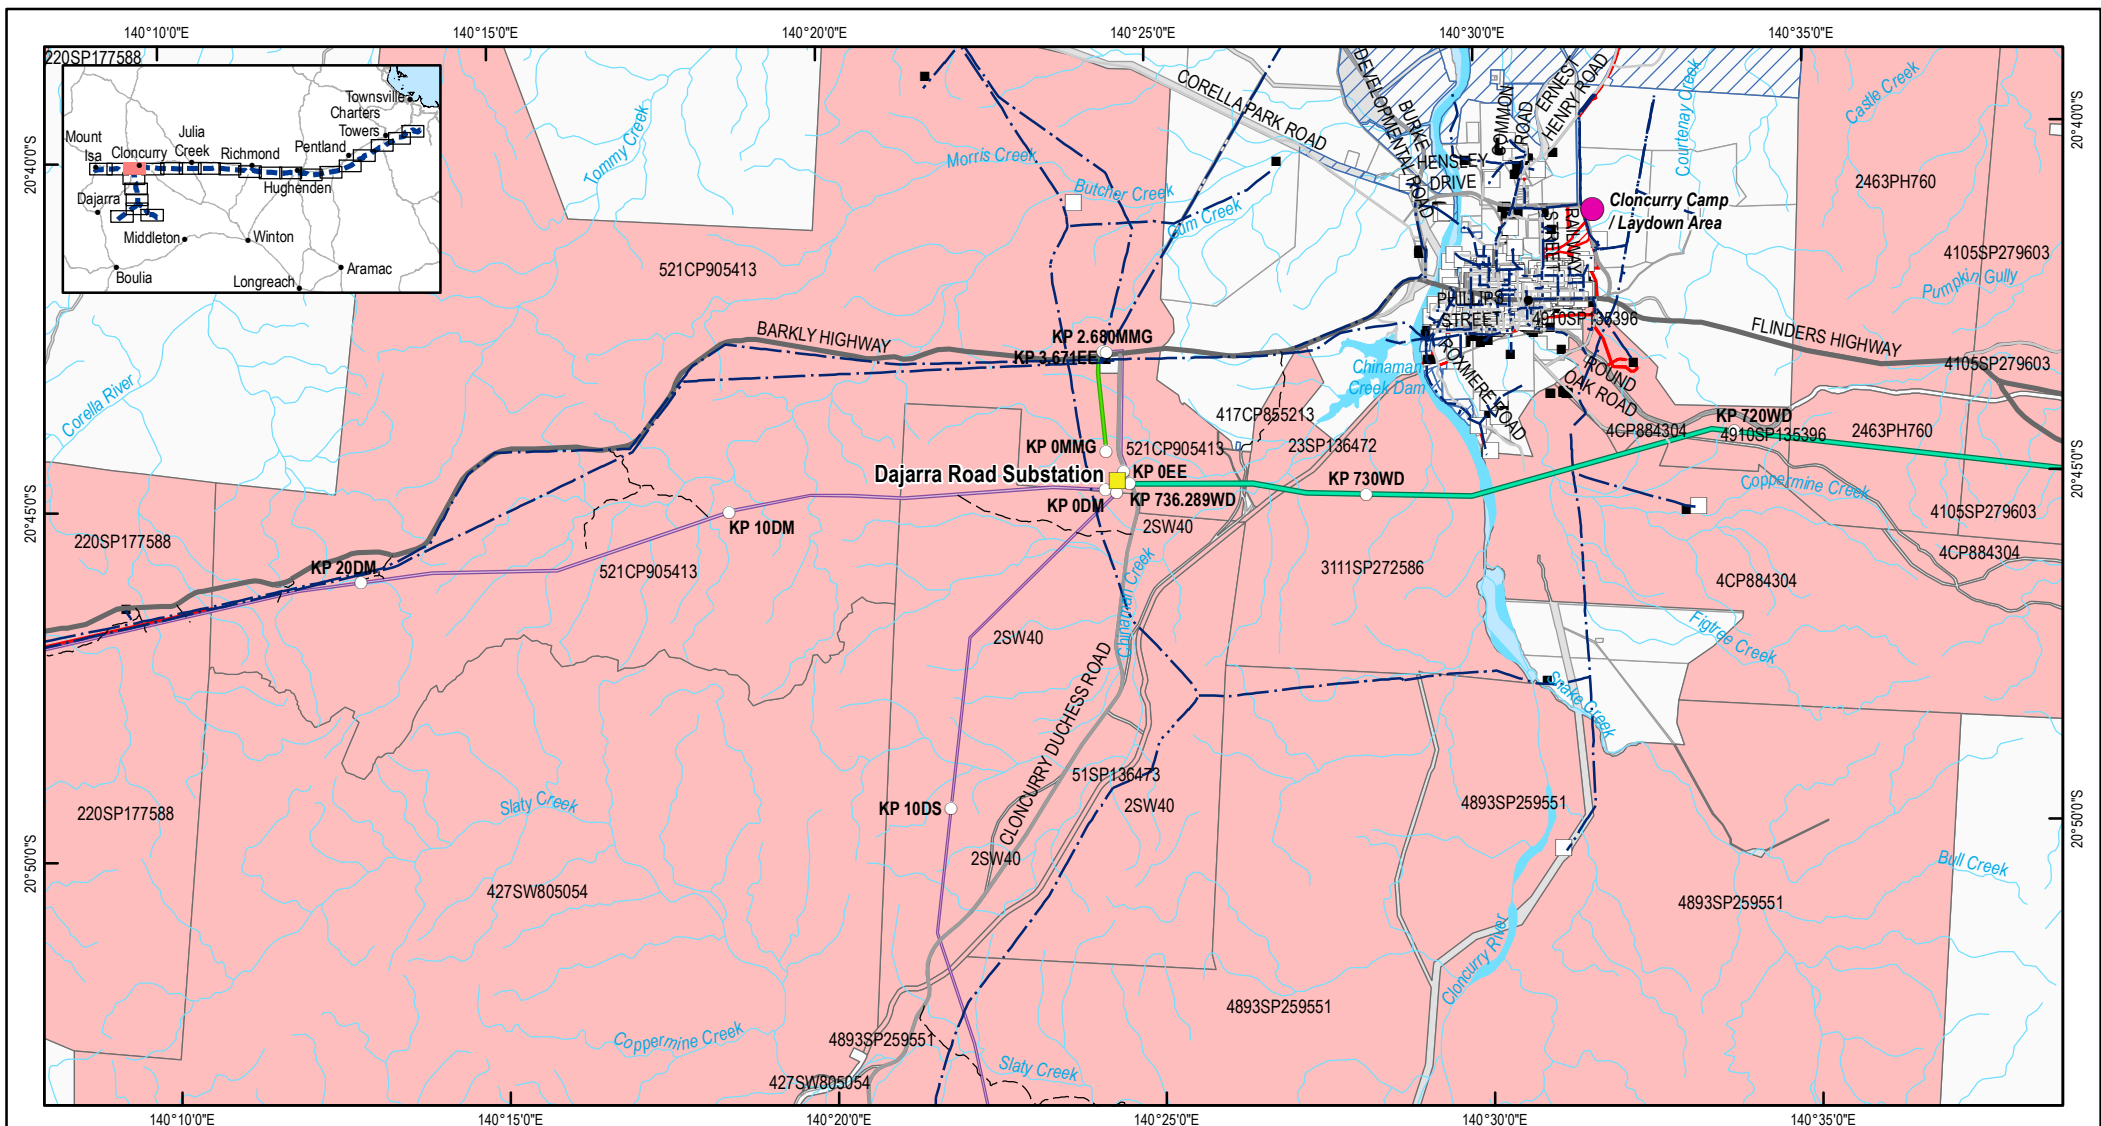 140°10'0"E
140°15'0"E
140°20'0"E
140°25'0"E
140°30'0"E
140°35'0"E
220SP177588
Townsville
Charters
Towers
Mount
Isa
Cloncurry
Julia
Creek
Richmond
Pentland
Hughenden
Dajarra
Middleton
Winton
Boulia
Longreach
Aramac
20°40'0"S
20°40'0"S
Tommy Creek
Morris Creek
Butcher Creek
Gum Creek
CORELLA PARK ROAD
BURKE
DEVELOPMENTAL ROAD
HENSLEY
DRIVE
COMMON
ROAD
ERNEST
HENRY ROAD
Courtenay Creek
Castle Creek
2463PH760
Cloncurry Camp
/ Laydown Area
RAILWAY
STREET
4105SP279603
Pumpkin Gully
521CP905413
PHILLIPS
STREET
4910SP135396
FLINDERS HIGHWAY
BARKLY HIGHWAY
KP 2.680MMG
KP 3.671EE
Chinaman
Creek Dam
ROXMERE ROAD
ROUND
OAK ROAD
4105SP279603
Corella River
417CP855213
KP 720WD
KP 0MMG
521CP905413
23SP136472
4CP884304
4910SP135396
2463PH760
Dajarra Road Substation
KP 0EE
KP 730WD
Coppermine Creek
20°45'0"S
20°45'0"S
KP 0DM
KP 736.289WD
KP 10DM
2SW40
4105SP279603
220SP177588
4CP884304
KP 20DM
521CP905413
3111SP272586
4CP884304
Chinaman Creek
2SW40
Figtree Creek
CLONCURRY DUCHESS ROAD
Snake Creek
51SP136473
220SP177588
Slaty Creek
KP 10DS
2SW40
4893SP259551
20°50'0"S
20°50'0"S
2SW40
Bull Creek
427SW805054
4893SP259551
Cloncurry River
4893SP259551
Coppermine Creek
4893SP259551
Slaty Creek
427SW805054
140°10'0"E
140°15'0"E
140°20'0"E
140°25'0"E
140°30'0"E
140°35'0"E